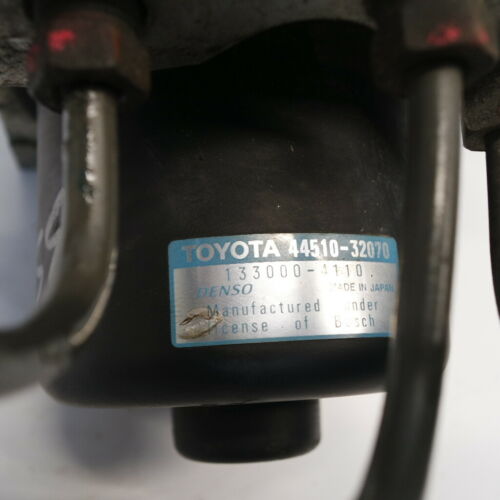 TOYOTA 44510-32070
133000-4110.
DENSO MADE IN JAPAN
Manufactured under
license of Bosch